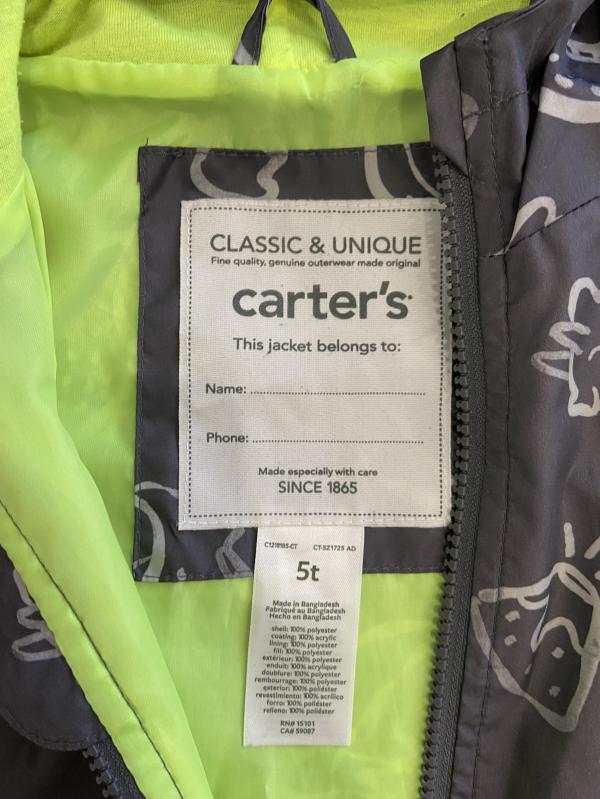 CLASSIC & UNIQUE
Fine quality, genuine outerwear made original
carter's
This jacket belongs to:
Name:
Phone:
Made especially with care
SINCE 1865
C1218185-CT CT-SZ1725 AD
5t
Made in Bangladesh
Fabriqué au Bangladesh
Hecho en Bangladesh
shell: 100% polyester
coating: 100% acrylic
lining: 100% polyester
fill: 100% polyester
extérieur: 100% polyester
enduit: 100% acrylique
doublure: 100% polyester
rembourrage: 100% polyester
exterior: 100% poliéster
revestimiento: 100% acrílico
forro: 100% poliéster
relleno: 100% poliéster
RN# 15101
CA# 59087